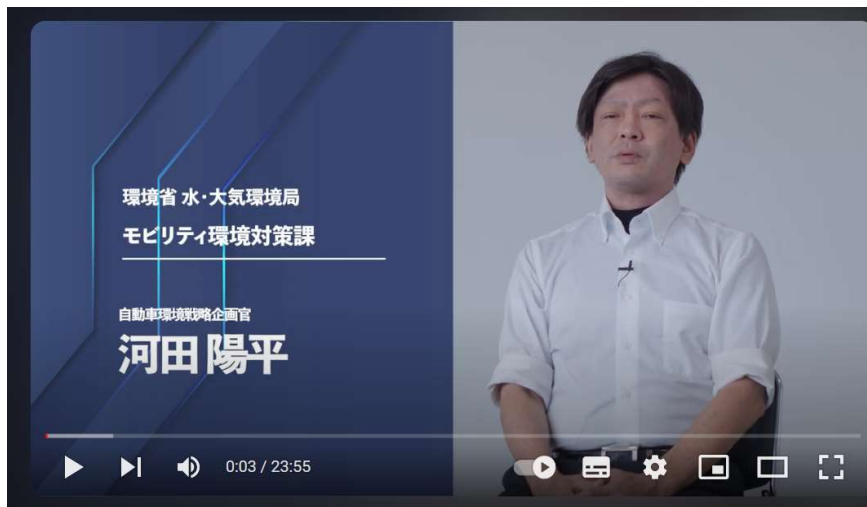 環境省 水・大気環境局
モビリティ環境対策課
自動車環境戦略企画官
河田 陽平
0:03 / 23:55